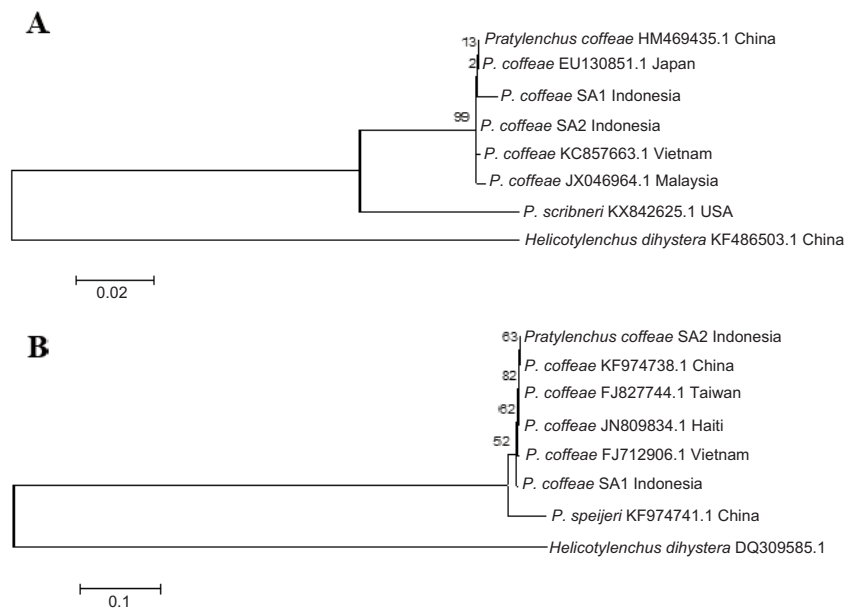 A
13
Pratylenchus coffeae HM469435.1 China
2
P. coffeae EU130851.1 Japan
P. coffeae SA1 Indonesia
99
P. coffeae SA2 Indonesia
P. coffeae KC857663.1 Vietnam
P. coffeae JX046964.1 Malaysia
P. scribneri KX842625.1 USA
Helicotylenchus dihystera KF486503.1 China
0.02
B
63
Pratylenchus coffeae SA2 Indonesia
P. coffeae KF974738.1 China
82
P. coffeae FJ827744.1 Taiwan
62
P. coffeae JN809834.1 Haiti
52
P. coffeae FJ712906.1 Vietnam
P. coffeae SA1 Indonesia
P. speijeri KF974741.1 China
Helicotylenchus dihystera DQ309585.1
0.1